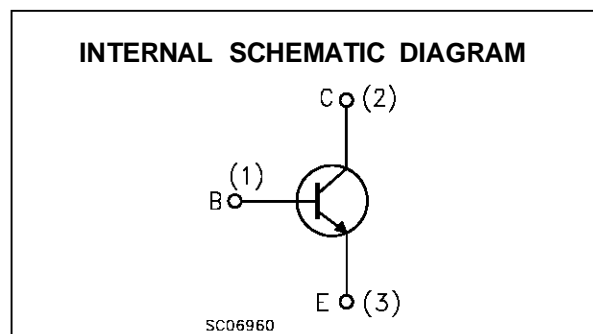 INTERNAL SCHEMATIC DIAGRAM
C (2)
(1)
B
E (3)
SC06960